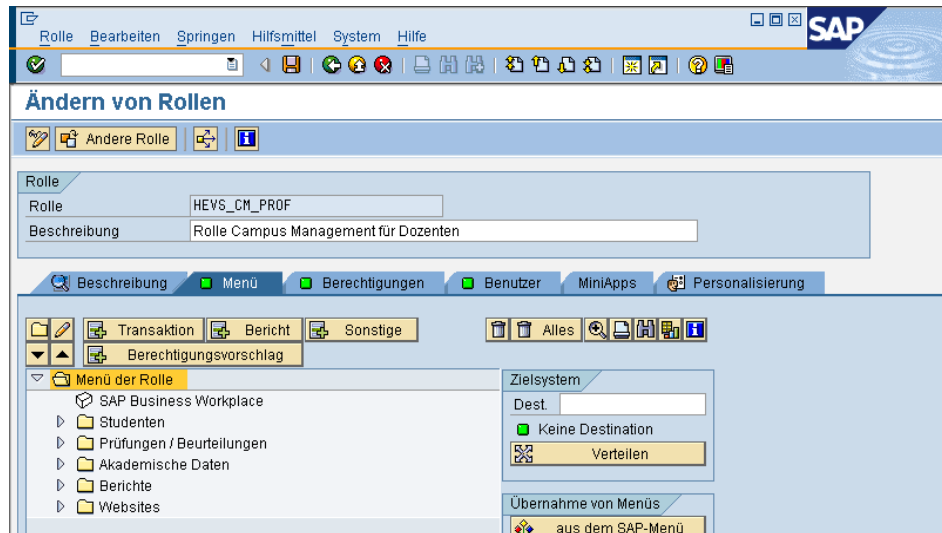 Rolle Bearbeiten Springen Hilfsmittel System Hilfe
SAP
Ändern von Rollen
Andere Rolle
Rolle
Rolle HEVS_CM_PROF
Beschreibung Rolle Campus Management für Dozenten
Beschreibung Menü Berechtigungen Benutzer MiniApps Personalisierung
Transaktion Bericht Sonstige Alles
Berechtigungsvorschlag
Menü der Rolle
SAP Business Workplace
Studenten
Prüfungen / Beurteilungen
Akademische Daten
Berichte
Websites
Zielsystem
Dest.
Keine Destination
Verteilen
Übernahme von Menüs
aus dem SAP-Menü